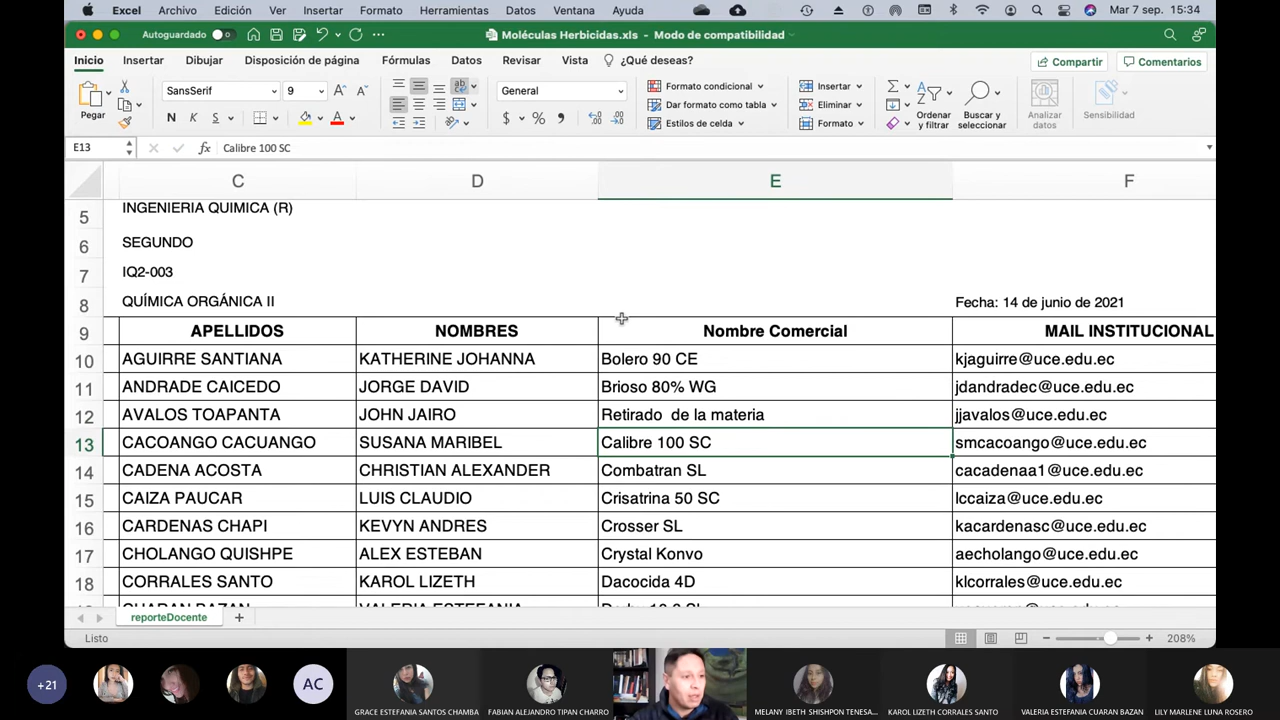 Excel Archivo Edición Ver Insertar Formato Herramientas Datos Ventana Ayuda Mar 7 sep. 15:34
Autoguardado Moléculas Herbicidas.xls - Modo de compatibilidad
Inicio Insertar Dibujar Disposición de página Fórmulas Datos Revisar Vista ¿Qué desea? Compartir Comentarios
Pegar SansSerif 9 General Formato condicional Insertar
Dar formato como tabla Eliminar
N K S $ % Estilos de celda Formato Ordenar y filtrar Buscar y seleccionar Analizar datos Sensibilidad
E13 fx Calibre 100 SC
C D E F
5 INGENIERIA QUIMICA (R)
6 SEGUNDO
7 IQ2-003
8 QUÍMICA ORGÁNICA II Fecha: 14 de junio de 2021
9 APELLIDOS NOMBRES Nombre Comercial MAIL INSTITUCIONAL
10 AGUIRRE SANTIANA KATHERINE JOHANNA Bolero 90 CE kjaguirre@uce.edu.ec
11 ANDRADE CAICEDO JORGE DAVID Brioso 80% WG jdandradec@uce.edu.ec
12 AVALOS TOAPANTA JOHN JAIRO Retirado de la materia jjavalos@uce.edu.ec
13 CACOANGO CACUANGO SUSANA MARIBEL Calibre 100 SC smcacoango@uce.edu.ec
14 CADENA ACOSTA CHRISTIAN ALEXANDER Combatran SL cacadenaa1@uce.edu.ec
15 CAIZA PAUCAR LUIS CLAUDIO Crisatrina 50 SC lccaiza@uce.edu.ec
16 CARDENAS CHAPI KEVYN ANDRES Crosser SL kacardenasc@uce.edu.ec
17 CHOLANGO QUISHPE ALEX ESTEBAN Crystal Konvo aecholango@uce.edu.ec
18 CORRALES SANTO KAROL LIZETH Dacocida 4D klcorrales@uce.edu.ec
reporteDocente
Listo 208%
+21 AC GRACE ESTEFANIA SANTOS CHAMBA FABIAN ALEJANDRO TIPAN CHARRO MELANY IBETH SHISHPON TENESA... KAROL LIZETH CORRALES SANTO VALERIA ESTEFANIA CUARAN BAZAN LILY MARLENE LUNA ROSERO